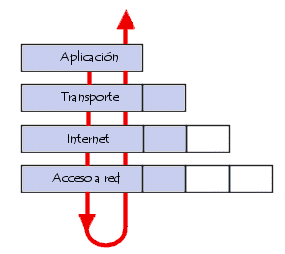 Aplicación
Transporte
Internet
Acceso a red